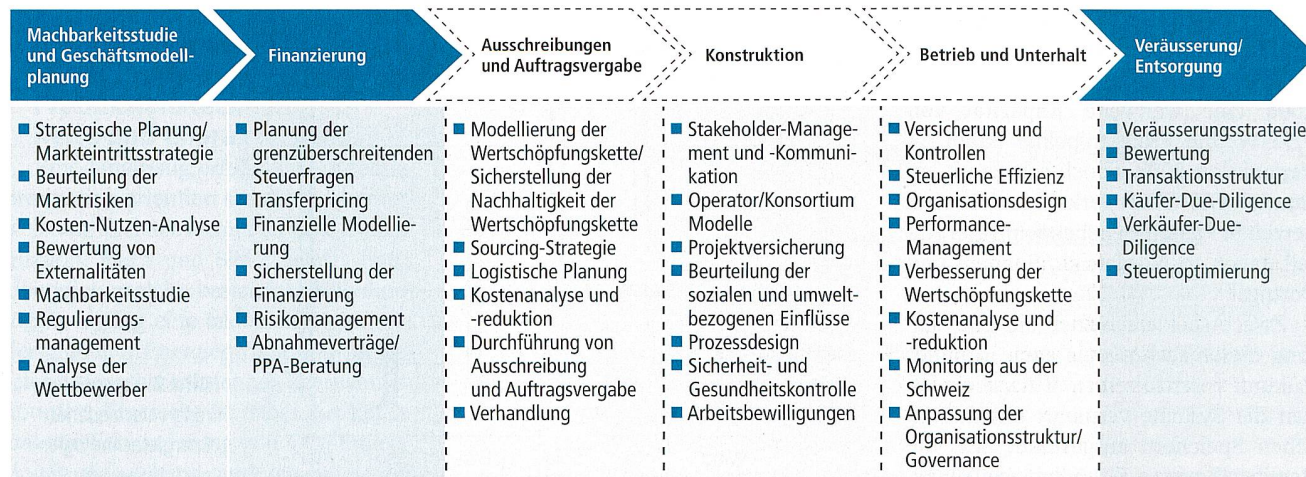 Machbarkeitsstudie
und Geschäftsmodell-
planung
Finanzierung
Ausschreibungen
und Auftragsvergabe
Konstruktion
Betrieb und Unterhalt
Veräusserung/
Entsorgung
■ Strategische Planung/
Markteintrittsstrategie
■ Beurteilung der
Marktrisiken
■ Kosten-Nutzen-Analyse
■ Bewertung von
Externalitäten
■ Machbarkeitsstudie
■ Regulierungs-
management
■ Analyse der
Wettbewerber
■ Planung der
grenzüberschreitenden
Steuerfragen
■ Transferpricing
■ Finanzielle Modellie-
rung
■ Sicherstellung der
Finanzierung
■ Risikomanagement
■ Abnahmeverträge/
PPA-Beratung
■ Modellierung der
Wertschöpfungskette/
Sicherstellung der
Nachhaltigkeit der
Wertschöpfungskette
■ Sourcing-Strategie
■ Logistische Planung
■ Kostenanalyse und
-reduktion
■ Durchführung von
Ausschreibung
und Auftragsvergabe
■ Verhandlung
■ Stakeholder-Manage-
ment und -Kommuni-
kation
■ Operator/Konsortium
Modelle
■ Projektversicherung
■ Beurteilung der
sozialen und umwelt-
bezogenen Einflüsse
■ Prozessdesign
■ Sicherheit- und
Gesundheitskontrolle
■ Arbeitsbewilligungen
■ Versicherung und
Kontrollen
■ Steuerliche Effizienz
■ Organisationsdesign
■ Performance-
Management
■ Verbesserung der
Wertschöpfungskette
■ Kostenanalyse und
-reduktion
■ Monitoring aus der
Schweiz
■ Anpassung der
Organisationsstruktur/
Governance
■ Veräusserungsstrategie
■ Bewertung
■ Transaktionsstruktur
■ Käufer-Due-Diligence
■ Verkäufer-Due-
Diligence
■ Steueroptimierung